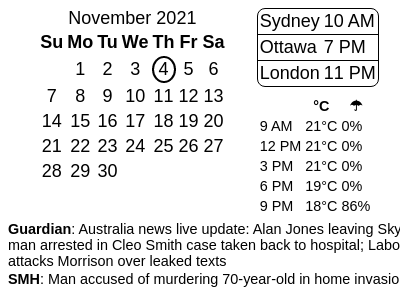 November 2021
Su Mo Tu We Th Fr Sa
1 2 3 4 5 6
7 8 9 10 11 12 13
14 15 16 17 18 19 20
21 22 23 24 25 26 27
28 29 30
Sydney 10 AM
Ottawa 7 PM
London 11 PM
°C ☂
9 AM 21°C 0%
12 PM 21°C 0%
3 PM 21°C 0%
6 PM 19°C 0%
9 PM 18°C 86%
Guardian: Australia news live update: Alan Jones leaving Sky
man arrested in Cleo Smith case taken back to hospital; Labo
attacks Morrison over leaked texts
SMH: Man accused of murdering 70-year-old in home invasio